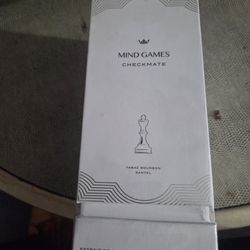 MIND GAMES
CHECKMATE
TABAC BOURBON
SANTAL